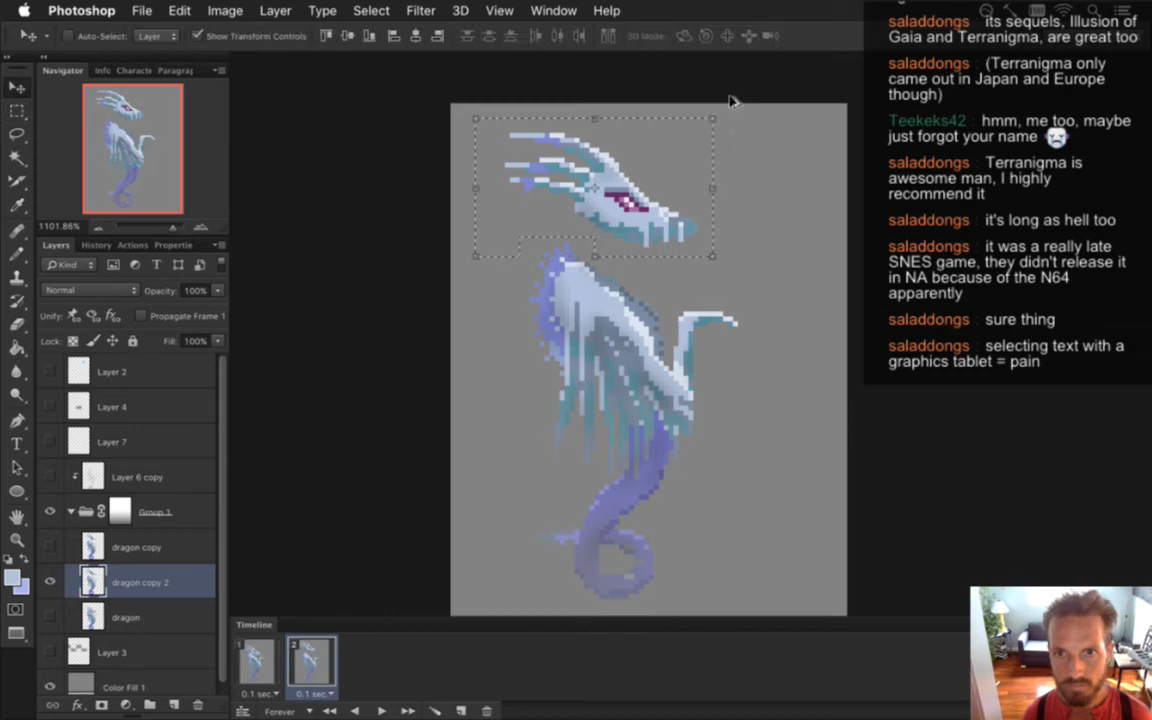 Photoshop File Edit Image Layer Type Select Filter 3D View Window Help
Auto-Select: Layer Show Transform Controls 3D Mode:
Navigator Info Characte Paragrap
1101.86%
Layers History Actions Propertie
Kind
Normal Opacity: 100%
Unify: Propagate Frame 1
Lock: Fill: 100%
Layer 2
Layer 4
Layer 7
Layer 6 copy
Group 1
dragon copy
dragon copy 2
dragon
Layer 3
Color Fill 1
Timeline
1 2
0.1 sec. 0.1 sec.
Forever
saladdongs : its sequels, Illusion of
Gaia and Terranigma, are great too
saladdongs : (Terranigma only
came out in Japan and Europe
though)
Teekeks42 : hmm, me too, maybe
just forgot your name
saladdongs : Terranigma is
awesome man, I highly
recommend it
saladdongs : it's long as hell too
saladdongs : it was a really late
SNES game, they didn't release it
in NA because of the N64
apparently
saladdongs : sure thing
saladdongs : selecting text with a
graphics tablet = pain